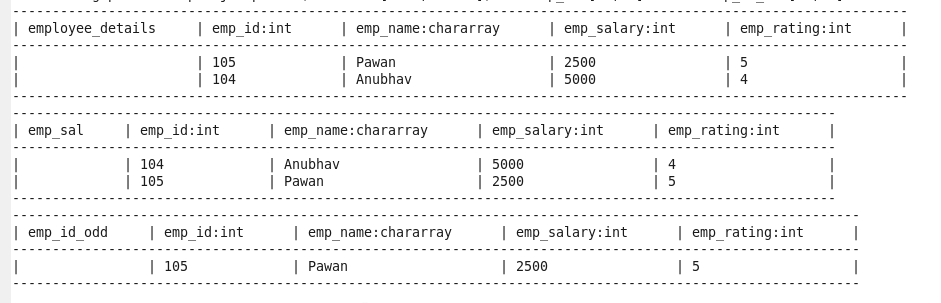 | employee_details | emp_id:int | emp_name:chararray | emp_salary:int | emp_rating:int |
| | 105 | Pawan | 2500 | 5 |
| | 104 | Anubhav | 5000 | 4 |
| emp_sal | emp_id:int | emp_name:chararray | emp_salary:int | emp_rating:int |
| | 104 | Anubhav | 5000 | 4 |
| | 105 | Pawan | 2500 | 5 |
| emp_id_odd | emp_id:int | emp_name:chararray | emp_salary:int | emp_rating:int |
| | 105 | Pawan | 2500 | 5 |